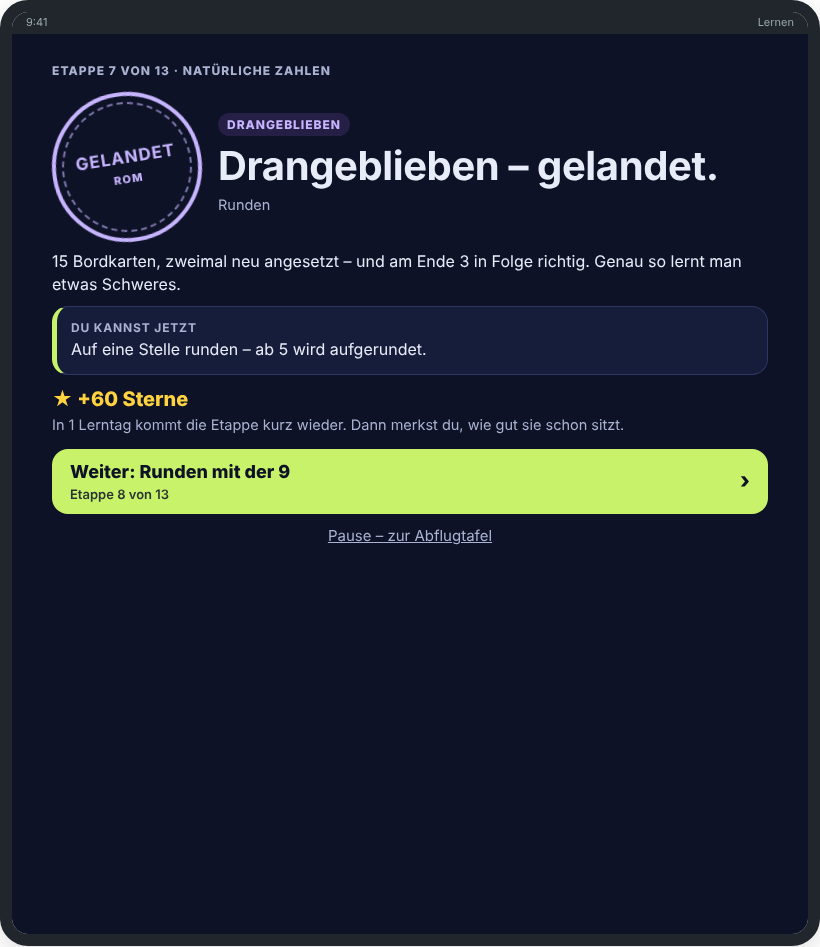 9:41
Lernen
ETAPPE 7 VON 13 · NATÜRLICHE ZAHLEN
GELANDET
ROM
DRANGEBLIEBEN
Drangeblieben – gelandet.
Runden
15 Bordkarten, zweimal neu angesetzt – und am Ende 3 in Folge richtig. Genau so lernt man
etwas Schweres.
DU KANNST JETZT
Auf eine Stelle runden – ab 5 wird aufgerundet.
★ +60 Sterne
In 1 Lerntag kommt die Etappe kurz wieder. Dann merkst du, wie gut sie schon sitzt.
Weiter: Runden mit der 9
Etappe 8 von 13
›
Pause – zur Abflugtafel